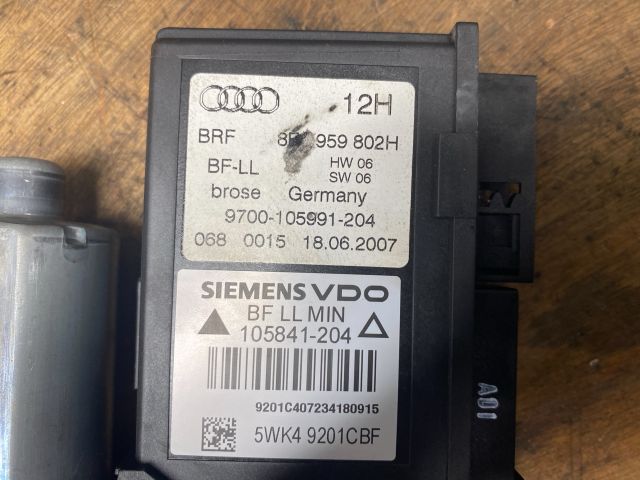 12H
BRF 959 802H
BF-LL HW 06
SW 06
brose Germany
9700-105991-204
068 0015 18.06.2007
SIEMENS VDO
BF LL MIN
105841-204
9201C407234180915
5WK4 9201CBF
A01